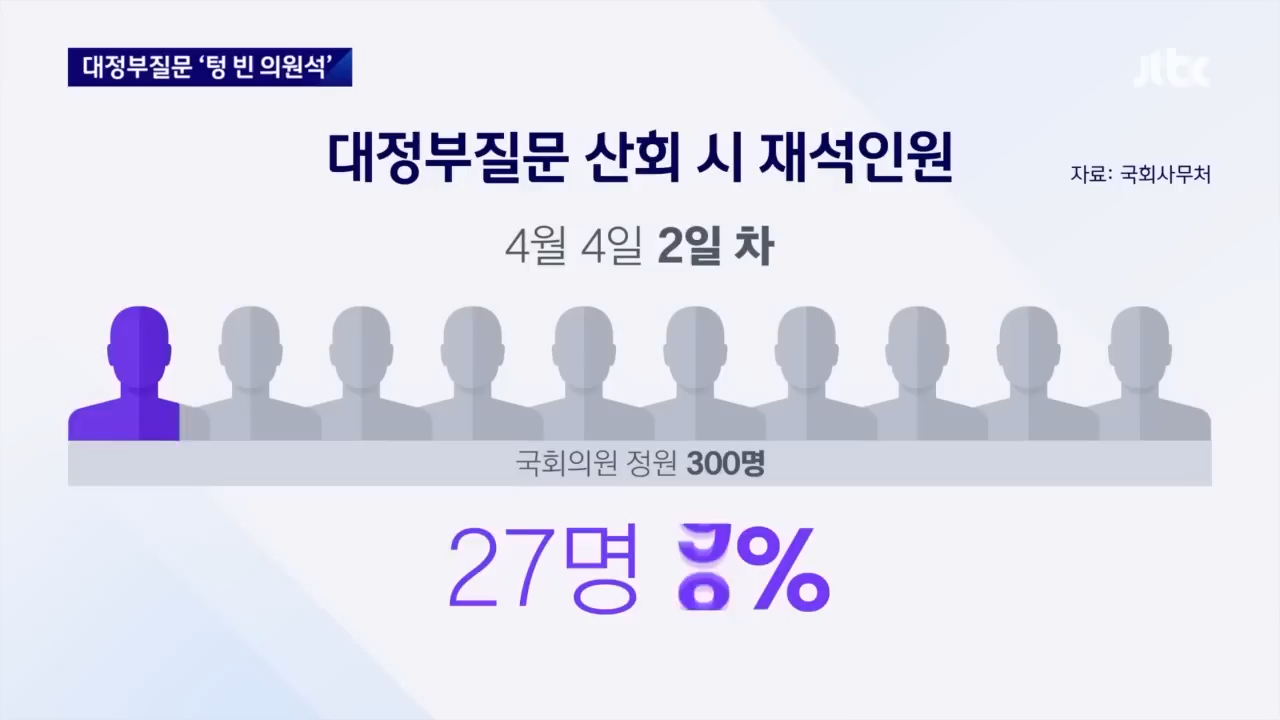 대정부질문 ‘텅 빈 의원석’
jtbc
대정부질문 산회 시 재석인원
자료: 국회사무처
4월 4일 2일 차
국회의원 정원 300명
27명 %